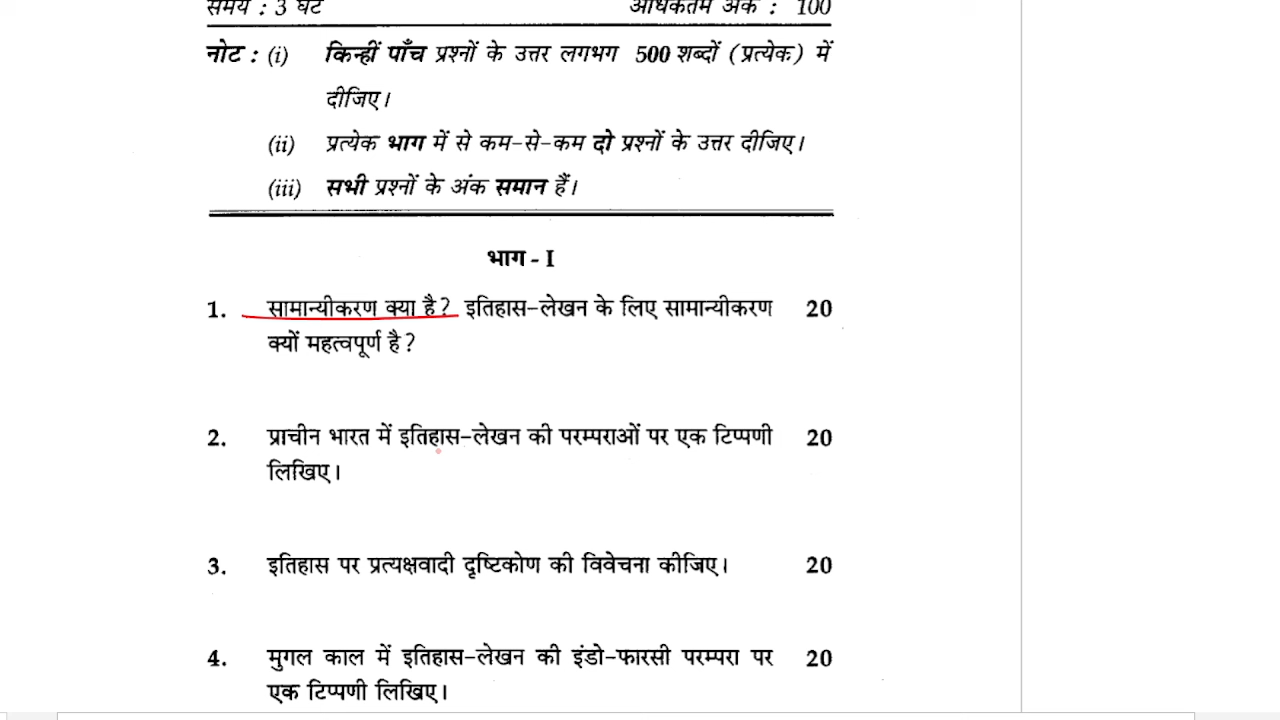 समय : 3 घंटे अधिकतम अंक : 100
नोट : (i) किन्हीं पाँच प्रश्नों के उत्तर लगभग 500 शब्दों (प्रत्येक) में
दीजिए।
(ii) प्रत्येक भाग में से कम-से-कम दो प्रश्नों के उत्तर दीजिए।
(iii) सभी प्रश्नों के अंक समान हैं।
भाग - I
1. सामान्यीकरण क्या है? इतिहास-लेखन के लिए सामान्यीकरण 20
क्यों महत्वपूर्ण है?
2. प्राचीन भारत में इतिहास-लेखन की परम्पराओं पर एक टिप्पणी 20
लिखिए।
3. इतिहास पर प्रत्यक्षवादी दृष्टिकोण की विवेचना कीजिए। 20
4. मुगल काल में इतिहास-लेखन की इंडो-फारसी परम्परा पर 20
एक टिप्पणी लिखिए।